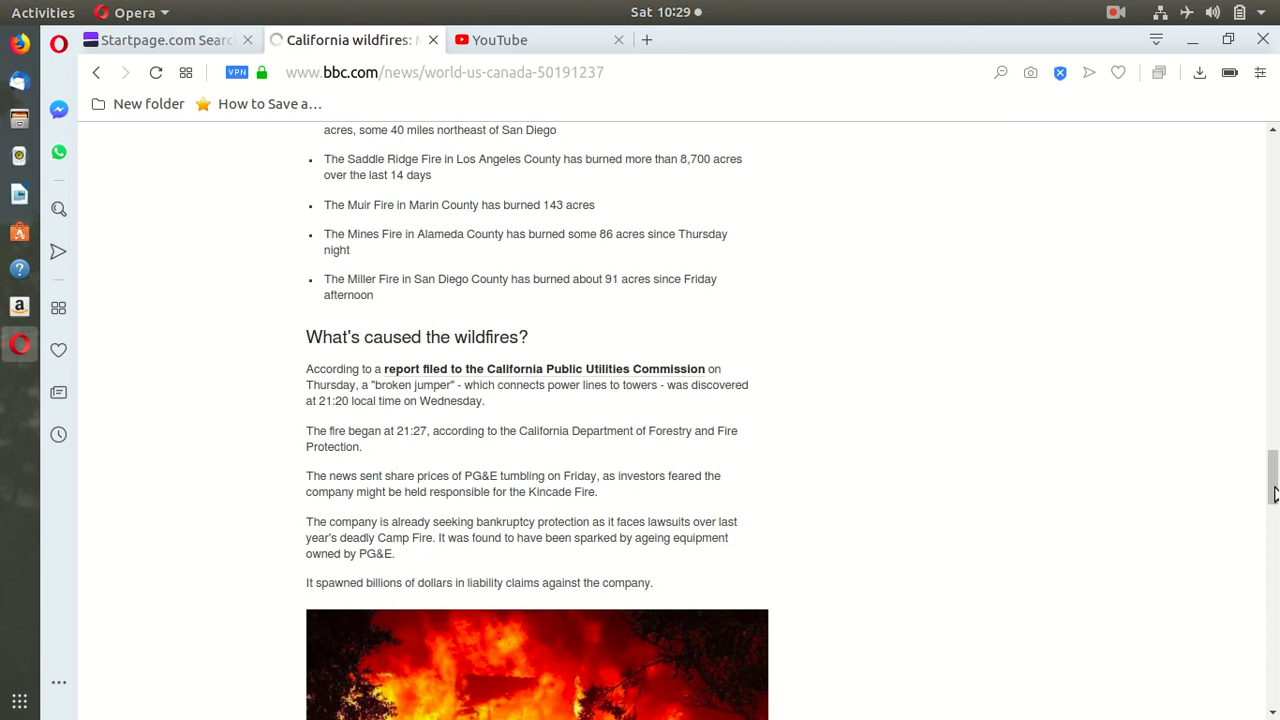 Activities
Opera
Sat 10:29
Startpage.com Searc
California wildfires: M
YouTube
VPN
www.bbc.com/news/world-us-canada-50191237
New folder
How to Save a...
acres, some 40 miles northeast of San Diego
The Saddle Ridge Fire in Los Angeles County has burned more than 8,700 acres
over the last 14 days
The Muir Fire in Marin County has burned 143 acres
The Mines Fire in Alameda County has burned some 86 acres since Thursday
night
The Miller Fire in San Diego County has burned about 91 acres since Friday
afternoon
What's caused the wildfires?
According to a report filed to the California Public Utilities Commission on
Thursday, a "broken jumper" - which connects power lines to towers - was discovered
at 21:20 local time on Wednesday.
The fire began at 21:27, according to the California Department of Forestry and Fire
Protection.
The news sent share prices of PG&E tumbling on Friday, as investors feared the
company might be held responsible for the Kincade Fire.
The company is already seeking bankruptcy protection as it faces lawsuits over last
year's deadly Camp Fire. It was found to have been sparked by ageing equipment
owned by PG&E.
It spawned billions of dollars in liability claims against the company.